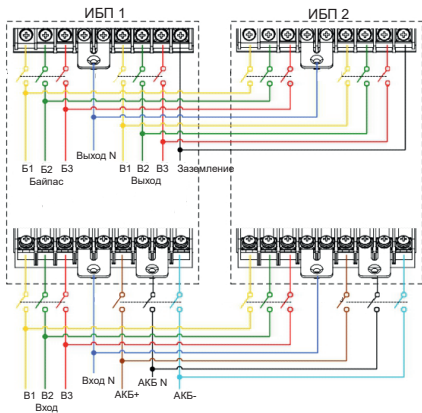 ИБП 1 ИБП 2
Б1 Б2 Б3 Выход N В1 В2 В3 Заземление
Байпас Выход
В1 В2 В3 Вход N АКБ+ АКБ N АКБ-
Вход